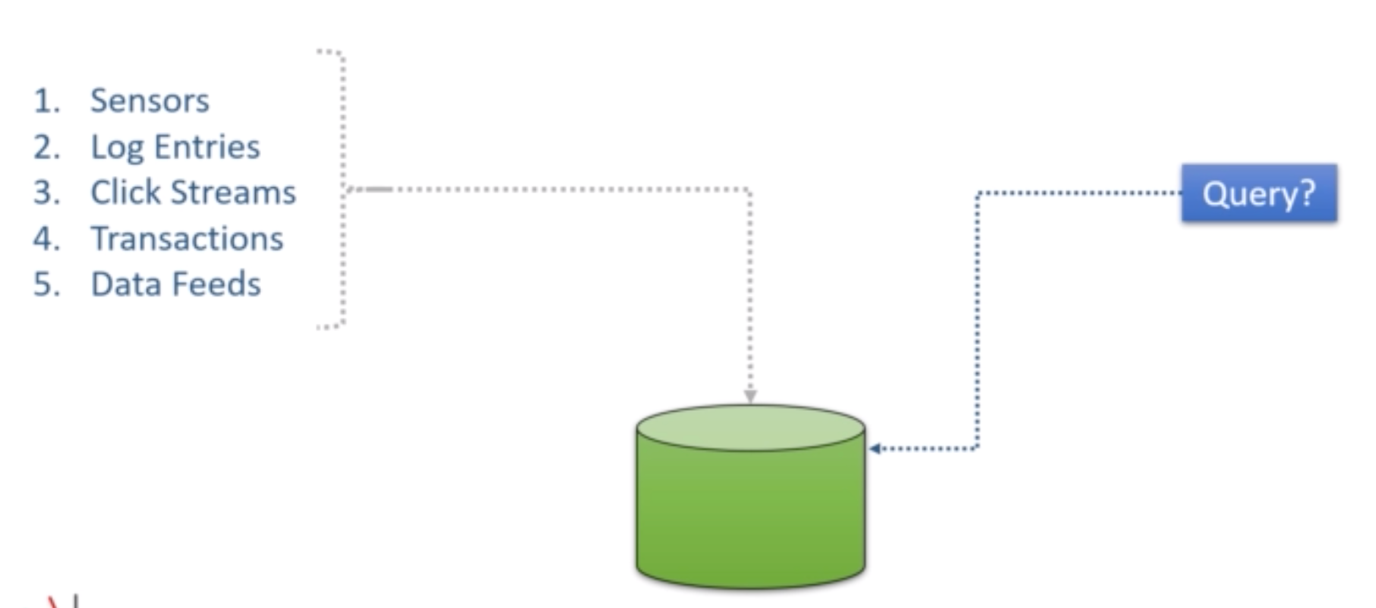 1. Sensors
2. Log Entries
3. Click Streams
4. Transactions
5. Data Feeds
Query?